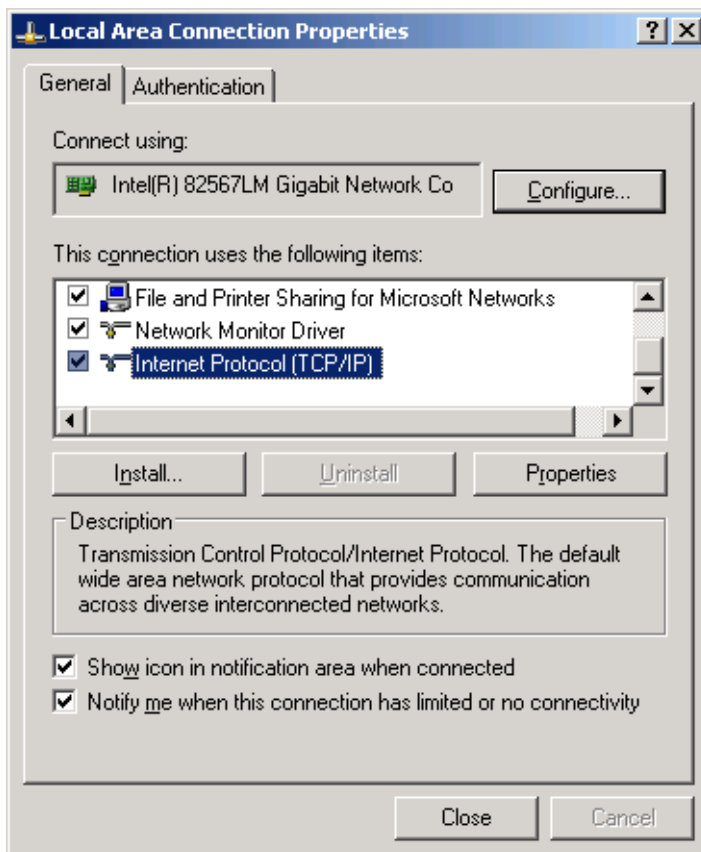 Local Area Connection Properties
General
Authentication
Connect using:
Intel(R) 82567LM Gigabit Network Co
Configure...
This connection uses the following items:
File and Printer Sharing for Microsoft Networks
Network Monitor Driver
Internet Protocol (TCP/IP)
Install...
Uninstall
Properties
Description
Transmission Control Protocol/Internet Protocol. The default
wide area network protocol that provides communication
across diverse interconnected networks.
Show icon in notification area when connected
Notify me when this connection has limited or no connectivity
Close
Cancel